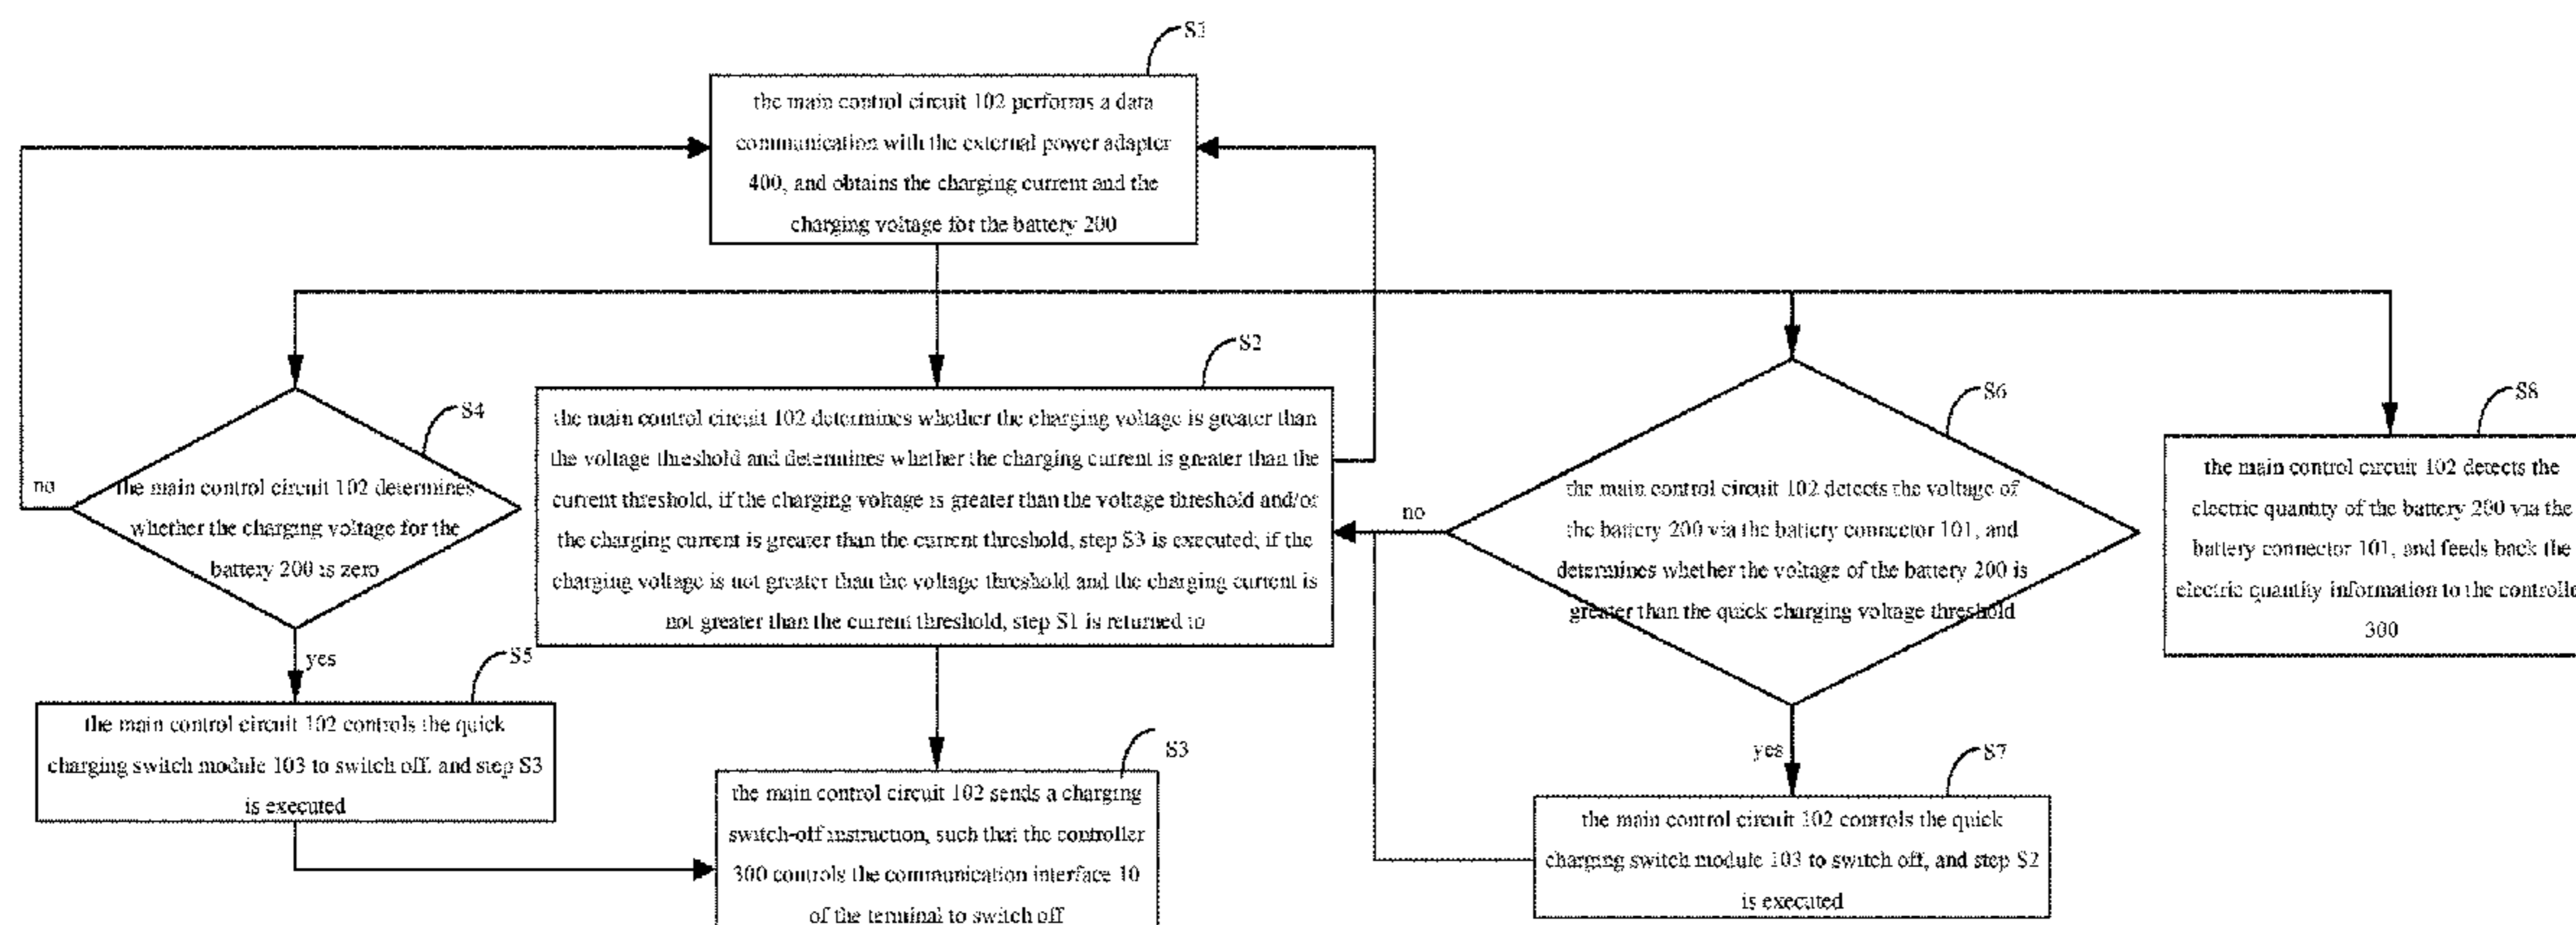 S1
the main control circuit 102 performs a data
communication with the external power adapter
400, and obtains the charging current and the
charging voltage for the battery 200
S4
no
the main control circuit 102 determines
whether the charging voltage for the
battery 200 is zero
yes
S2
the main control circuit 102 determines whether the charging voltage is greater than
the voltage threshold and determines whether the charging current is greater than the
current threshold, if the charging voltage is greater than the voltage threshold and/or
the charging current is greater than the current threshold, step S3 is executed; if the
charging voltage is not greater than the voltage threshold and the charging current is
not greater than the current threshold, step S1 is returned to
S6
no
the main control circuit 102 detects the voltage of
the battery 200 via the battery connector 101, and
determines whether the voltage of the battery 200 is
greater than the quick charging voltage threshold
yes
S8
the main control circuit 102 detects the
electric quantity of the battery 200 via the
battery connector 101, and feeds back the
electric quantity information to the controlle
300
S5
the main control circuit 102 controls the quick
charging switch module 103 to switch off, and step S3
is executed
S3
the main control circuit 102 sends a charging
switch-off instruction, such that the controller
300 controls the communication interface 10
of the terminal to switch off
S7
the main control circuit 102 controls the quick
charging switch module 103 to switch off, and step S2
is executed